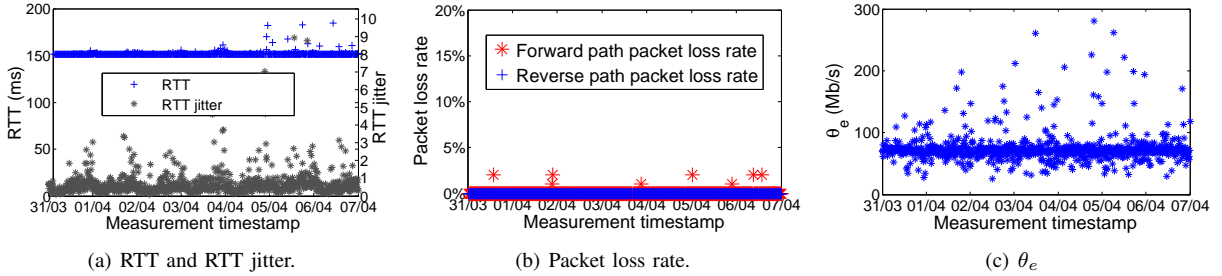 200
150
100
50
0
RTT (ms)
10
9
8
7
6
5
4
3
2
1
0
RTT jitter
RTT
RTT jitter
31/03 01/04 02/04 03/04 04/04 05/04 06/04 07/04
Measurement timestamp
(a) RTT and RTT jitter.
20%
15%
10%
5%
0%
Packet loss rate
Forward path packet loss rate
Reverse path packet loss rate
31/03 01/04 02/04 03/04 04/04 05/04 06/04 07/04
Measurement timestamp
(b) Packet loss rate.
300
200
100
0
θe (Mb/s)
31/03 01/04 02/04 03/04 04/04 05/04 06/04 07/04
Measurement timestamp
(c) θe